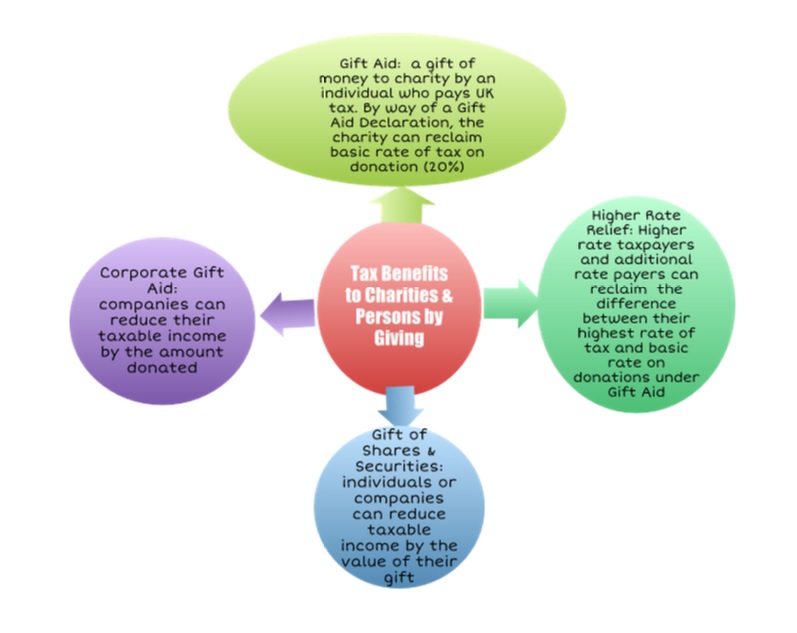 Gift Aid:  a gift of
money to charity by an
individual who pays UK
tax. By way of a Gift
Aid Declaration, the
charity can reclaim
basic rate of tax on
donation (20%)
Higher Rate
Relief: Higher
rate taxpayers
and additional
rate payers can
reclaim  the
difference
between their
highest rate of
tax and basic
rate on
donations under
Gift Aid
Tax Benefits
to Charities &
Persons by
Giving
Corporate Gift
Aid:
companies can
reduce their
taxable income
by the amount
donated
Gift of
Shares &
Securities:
individuals or
companies
can reduce
taxable
income by the
value of their
gift